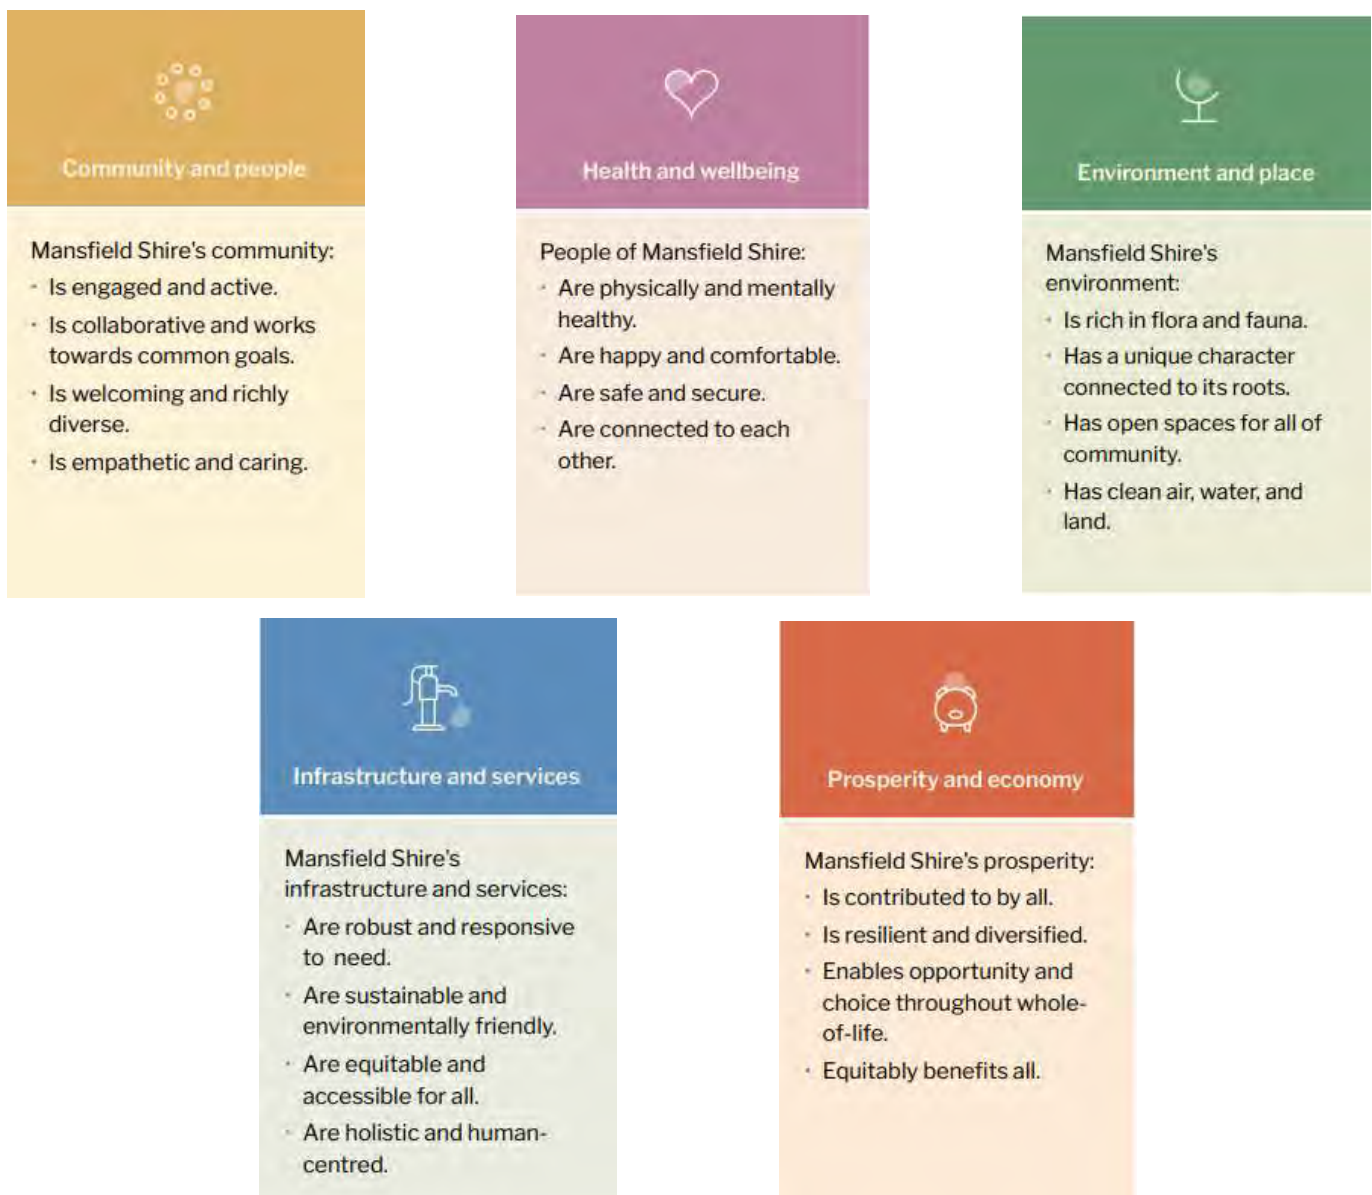 Community and people
Mansfield Shire's community:
· Is engaged and active.
· Is collaborative and works
towards common goals.
· Is welcoming and richly
diverse.
· Is empathetic and caring.
Health and wellbeing
People of Mansfield Shire:
· Are physically and mentally
healthy.
· Are happy and comfortable.
· Are safe and secure.
· Are connected to each
other.
Environment and place
Mansfield Shire's
environment:
· Is rich in flora and fauna.
· Has a unique character
connected to its roots.
· Has open spaces for all of
community.
· Has clean air, water, and
land.
Infrastructure and services
Mansfield Shire's
infrastructure and services:
· Are robust and responsive
to need.
· Are sustainable and
environmentally friendly.
· Are equitable and
accessible for all.
· Are holistic and human-
centred.
Prosperity and economy
Mansfield Shire's prosperity:
· Is contributed to by all.
· Is resilient and diversified.
· Enables opportunity and
choice throughout whole-
of-life.
· Equitably benefits all.